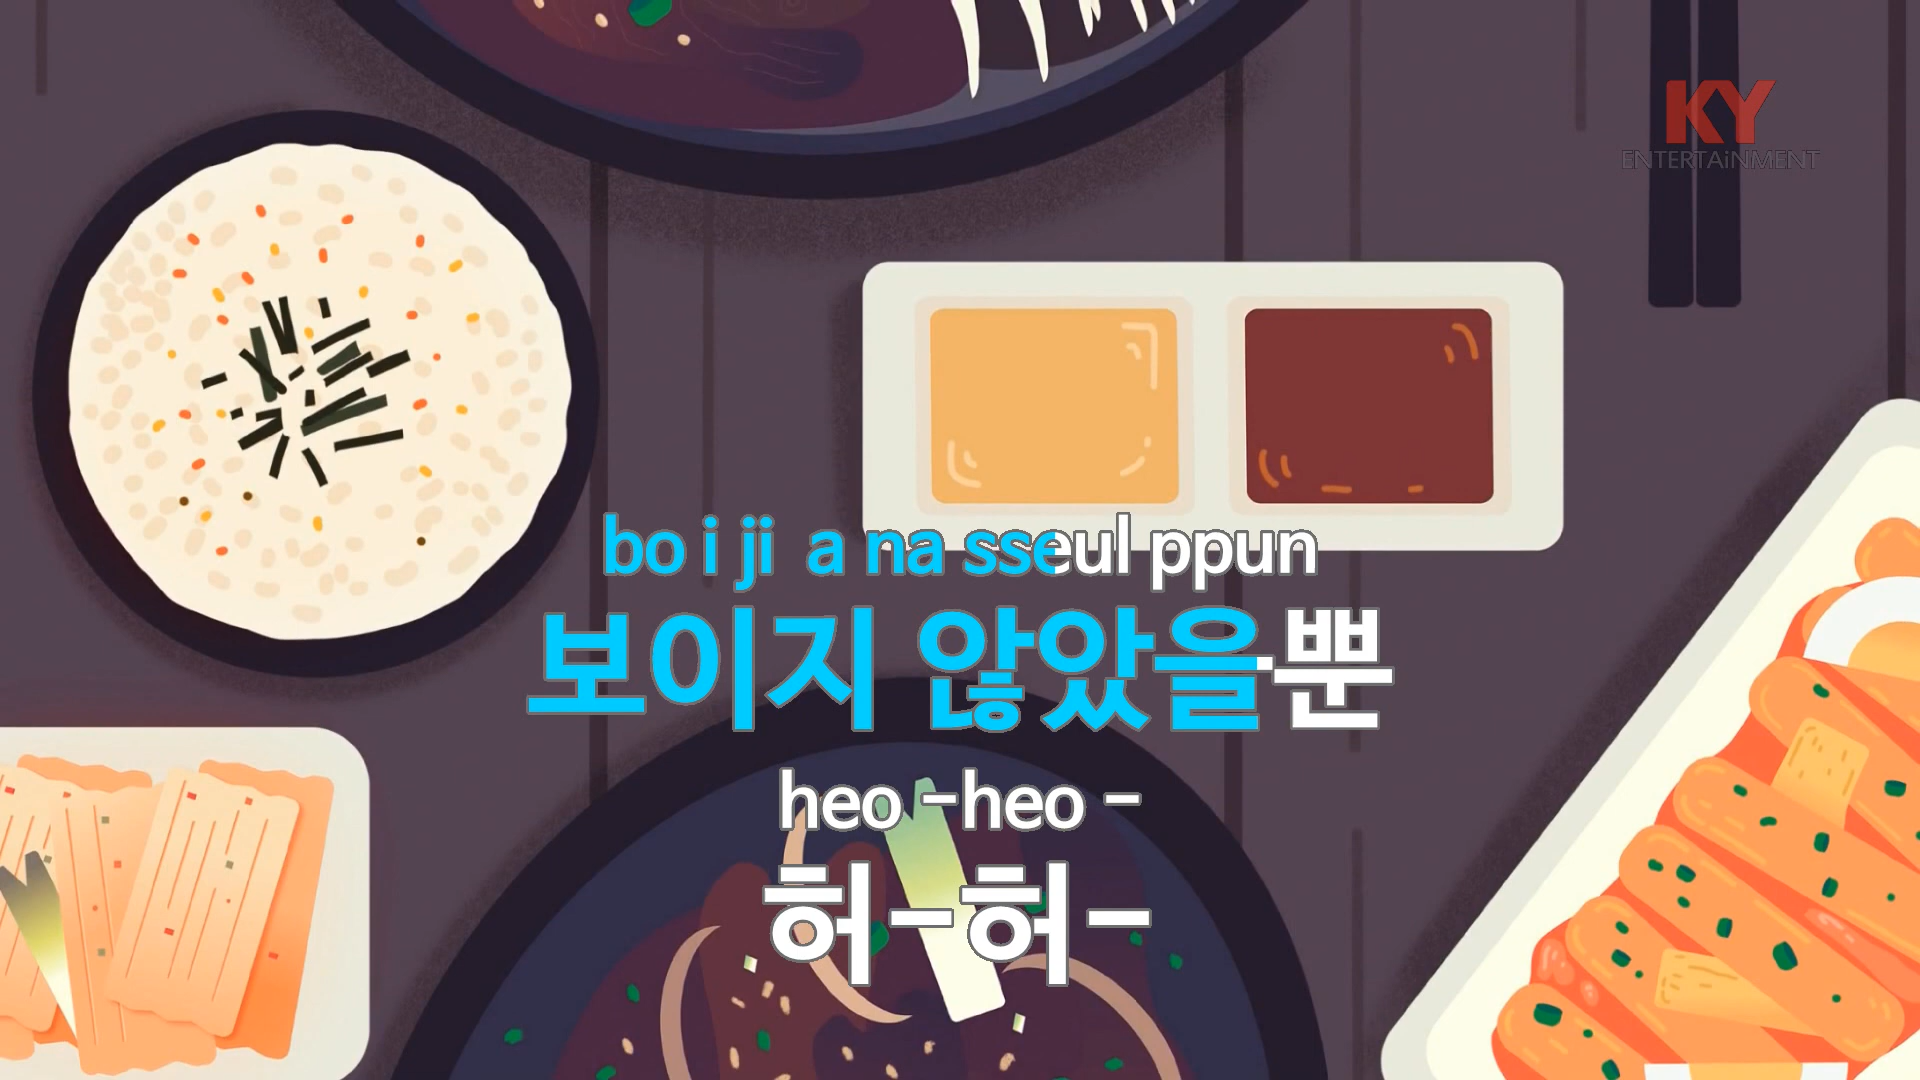 KY
ENTERTAiNMENT
bo i ji a na sseul ppun
보이지 않았을 뿐
heo -heo -
허-허-